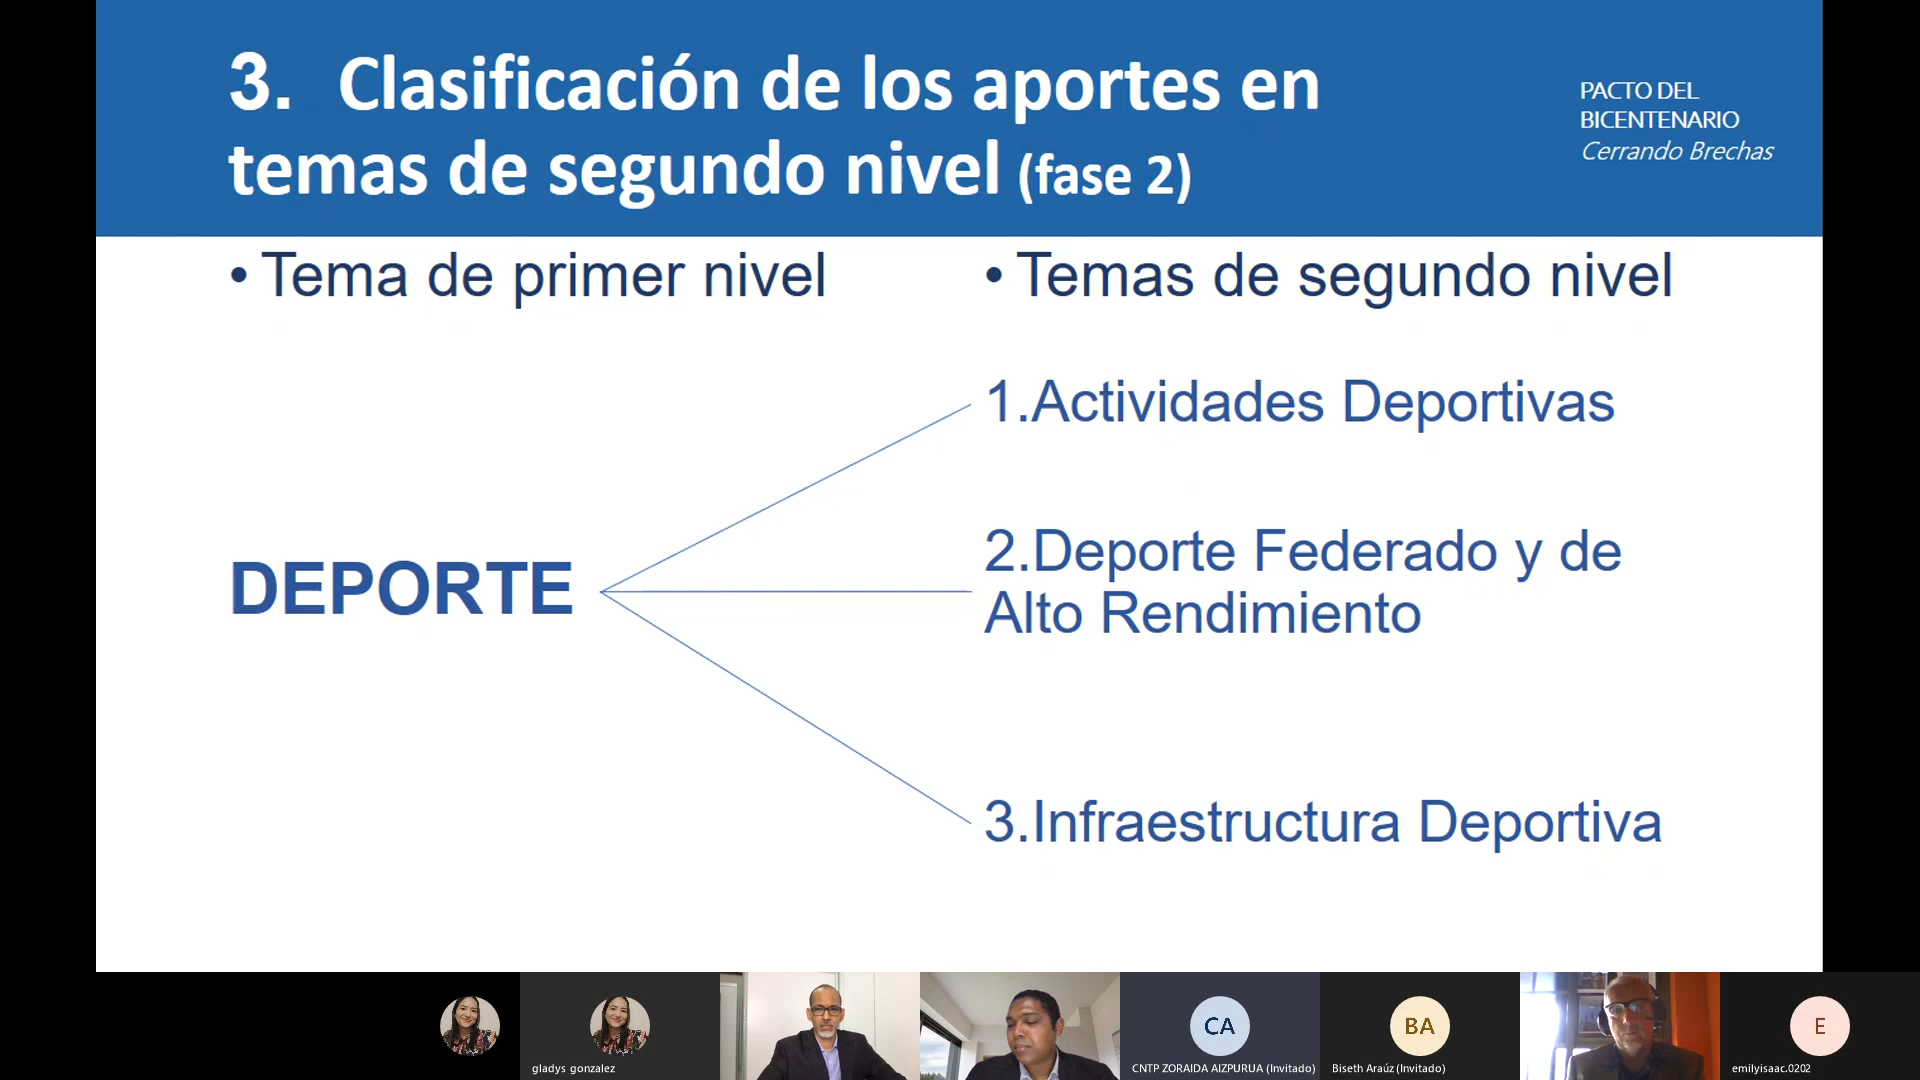 3. Clasificación de los aportes en
temas de segundo nivel (fase 2)
PACTO DEL
BICENTENARIO
Cerrando Brechas
• Tema de primer nivel
• Temas de segundo nivel
DEPORTE
1.Actividades Deportivas
2.Deporte Federado y de
Alto Rendimiento
3.Infraestructura Deportiva
gladys gonzalez
CA
CNTP ZORAIDA AIZPURUA (Invitado)
BA
Biseth Araúz (Invitado)
E
emilyisaac.0202